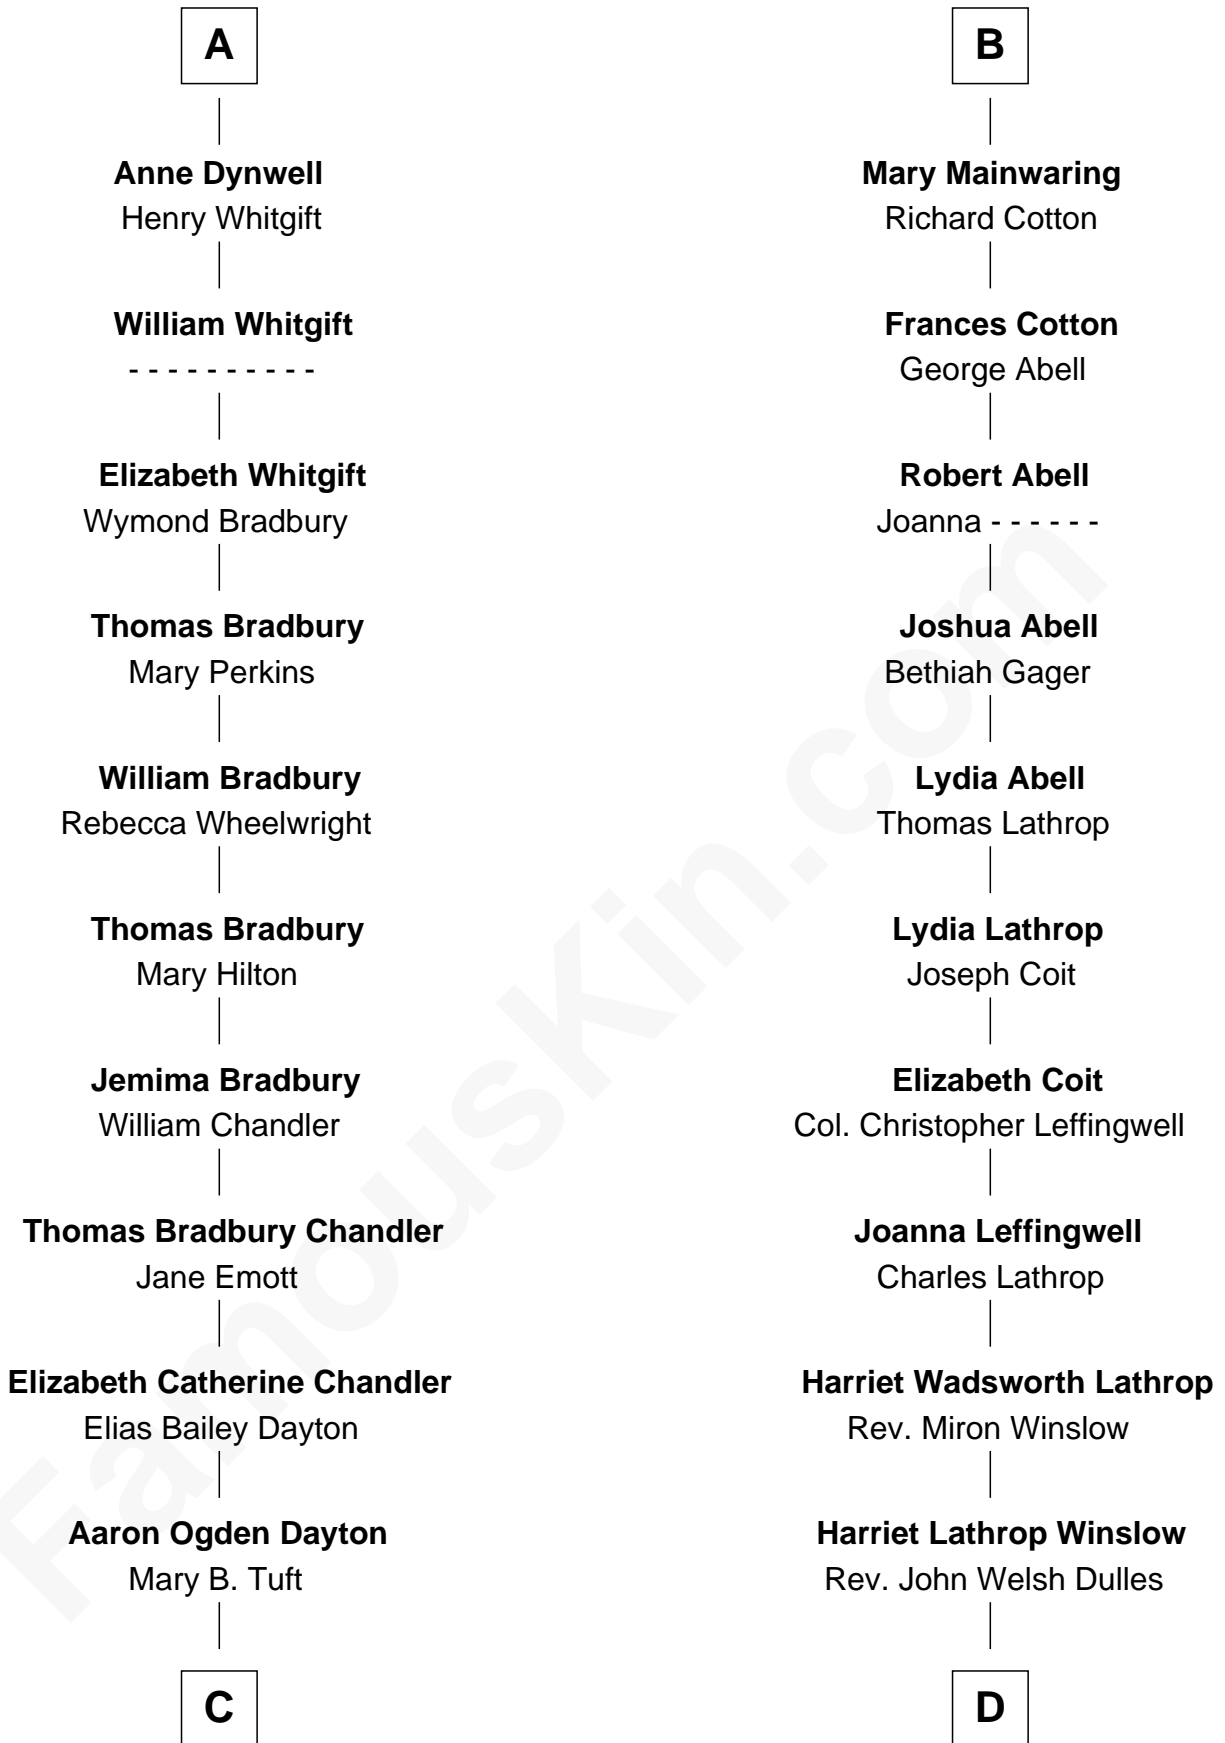 A
Anne Dynwell
Henry Whitgift
William Whitgift
- - - - - - - - - -
Elizabeth Whitgift
Wymond Bradbury
Thomas Bradbury
Mary Perkins
William Bradbury
Rebecca Wheelwright
Thomas Bradbury
Mary Hilton
Jemima Bradbury
William Chandler
Thomas Bradbury Chandler
Jane Emott
Elizabeth Catherine Chandler
Elias Bailey Dayton
Aaron Ogden Dayton
Mary B. Tuft
C
B
Mary Mainwaring
Richard Cotton
Frances Cotton
George Abell
Robert Abell
Joanna - - - - - -
Joshua Abell
Bethiah Gager
Lydia Abell
Thomas Lathrop
Lydia Lathrop
Joseph Coit
Elizabeth Coit
Col. Christopher Leffingwell
Joanna Leffingwell
Charles Lathrop
Harriet Wadsworth Lathrop
Rev. Miron Winslow
Harriet Lathrop Winslow
Rev. John Welsh Dulles
D
FamousKin.com